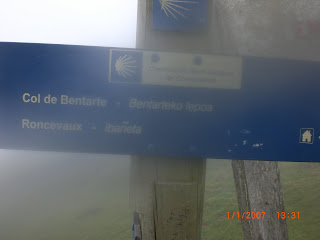 Col de Bentarte - Bentarteko lepoa
Roncevaux - Ibañeta
1/1/2007 13:31